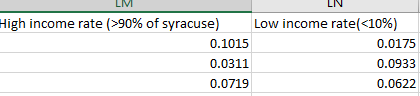 LM LN
High income rate (>90% of syracuse) Low income rate(<10%)
0.1015 0.0175
0.0311 0.0933
0.0719 0.0622